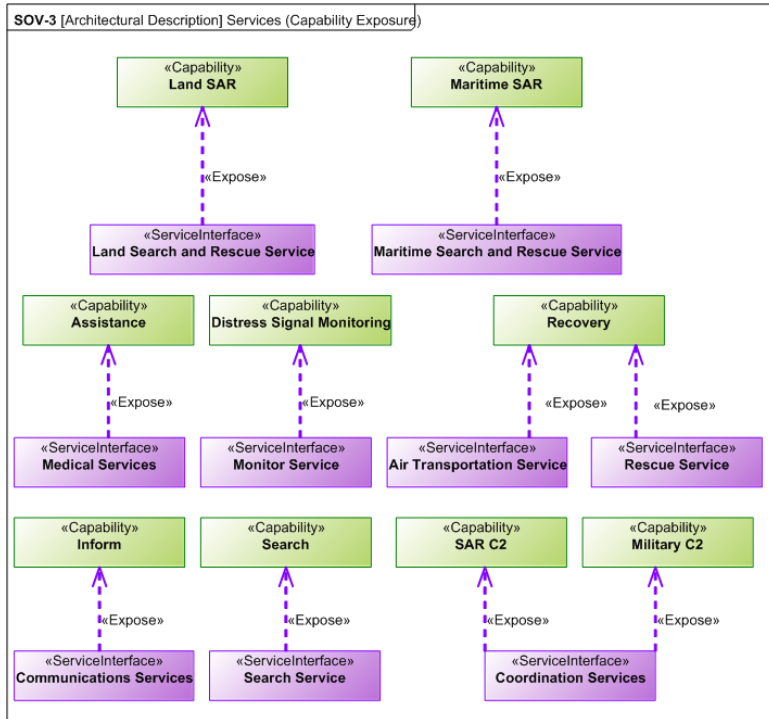 SOV-3 [Architectural Description] Services (Capability Exposure)
«Capability»
Land SAR
«Capability»
Maritime SAR
«Expose»
«Expose»
«ServiceInterface»
Land Search and Rescue Service
«ServiceInterface»
Maritime Search and Rescue Service
«Capability»
Assistance
«Capability»
Distress Signal Monitoring
«Capability»
Recovery
«Expose»
«Expose»
«Expose»
«Expose»
«ServiceInterface»
Medical Services
«ServiceInterface»
Monitor Service
«ServiceInterface»
Air Transportation Service
«ServiceInterface»
Rescue Service
«Capability»
Inform
«Capability»
Search
«Capability»
SAR C2
«Capability»
Military C2
«Expose»
«Expose»
«Expose»
«Expose»
«ServiceInterface»
Communications Services
«ServiceInterface»
Search Service
«ServiceInterface»
Coordination Services